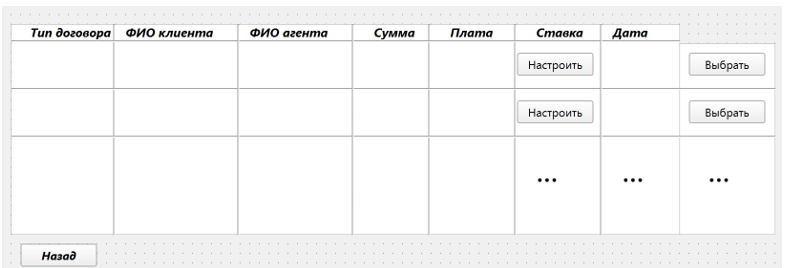 Тип договора ФИО клиента ФИО агента Сумма Плата Ставка Дата
Настроить Выбрать
Настроить Выбрать
... ... ...
Назад